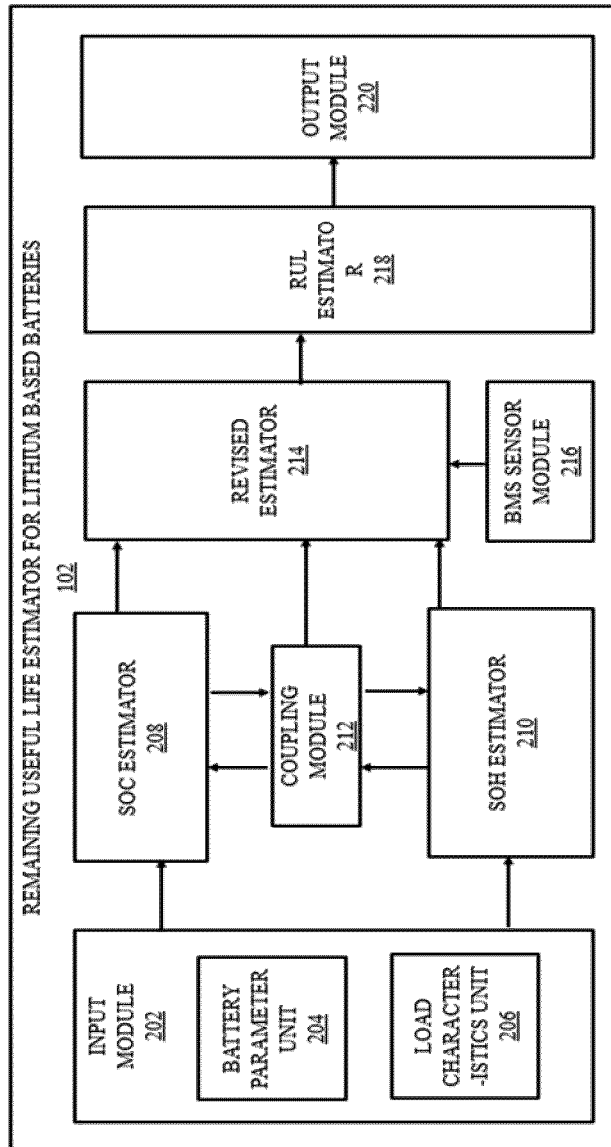 REMAINING USEFUL LIFE ESTIMATOR FOR LITHIUM BASED BATTERIES
102
INPUT
MODULE
202
BATTERY
PARAMETER
UNIT
204
LOAD
CHARACTER
-ISTICS UNIT
206
SOC ESTIMATOR
208
COUPLING
MODULE
212
SOH ESTIMATOR
210
REVISED
ESTIMATOR
214
BMS SENSOR
MODULE
216
RUL
ESTIMATO
R
218
OUTPUT
MODULE
220